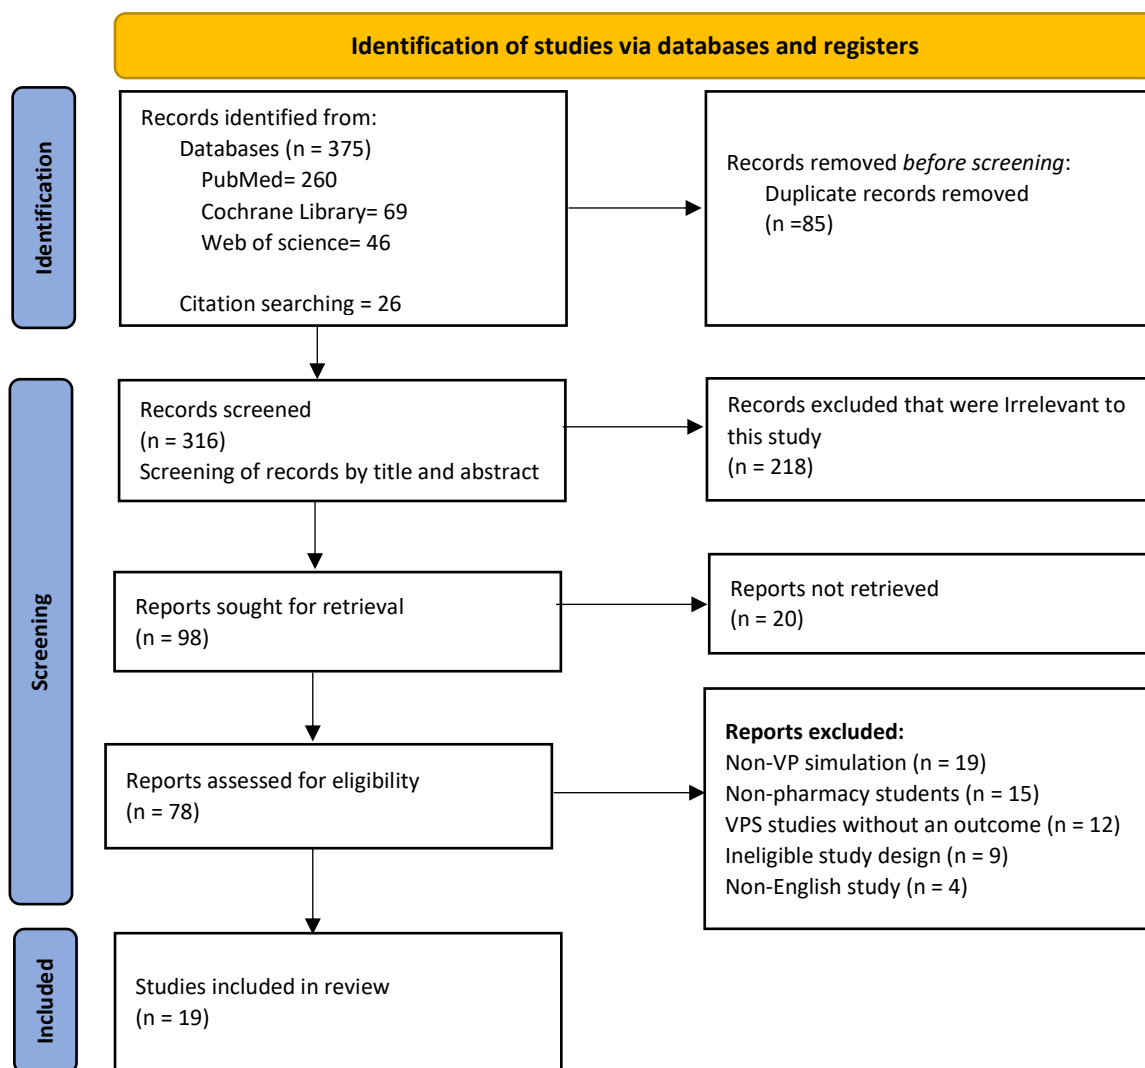 Identification of studies via databases and registers
Identification
Records identified from:
Databases (n = 375)
PubMed= 260
Cochrane Library= 69
Web of science= 46
Citation searching = 26
Records removed before screening:
Duplicate records removed
(n =85)
Screening
Records screened
(n = 316)
Screening of records by title and abstract
Records excluded that were Irrelevant to
this study
(n = 218)
Reports sought for retrieval
(n = 98)
Reports not retrieved
(n = 20)
Reports assessed for eligibility
(n = 78)
Reports excluded:
Non-VP simulation (n = 19)
Non-pharmacy students (n = 15)
VPS studies without an outcome (n = 12)
Ineligible study design (n = 9)
Non-English study (n = 4)
Included
Studies included in review
(n = 19)